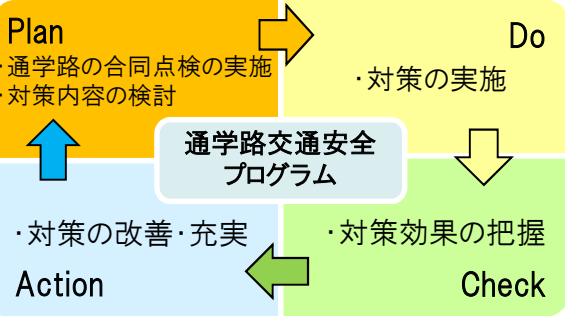 Plan
・通学路の合同点検の実施
・対策内容の検討
Do
・対策の実施
通学路交通安全
プログラム
・対策の改善・充実
Action
・対策効果の把握
Check